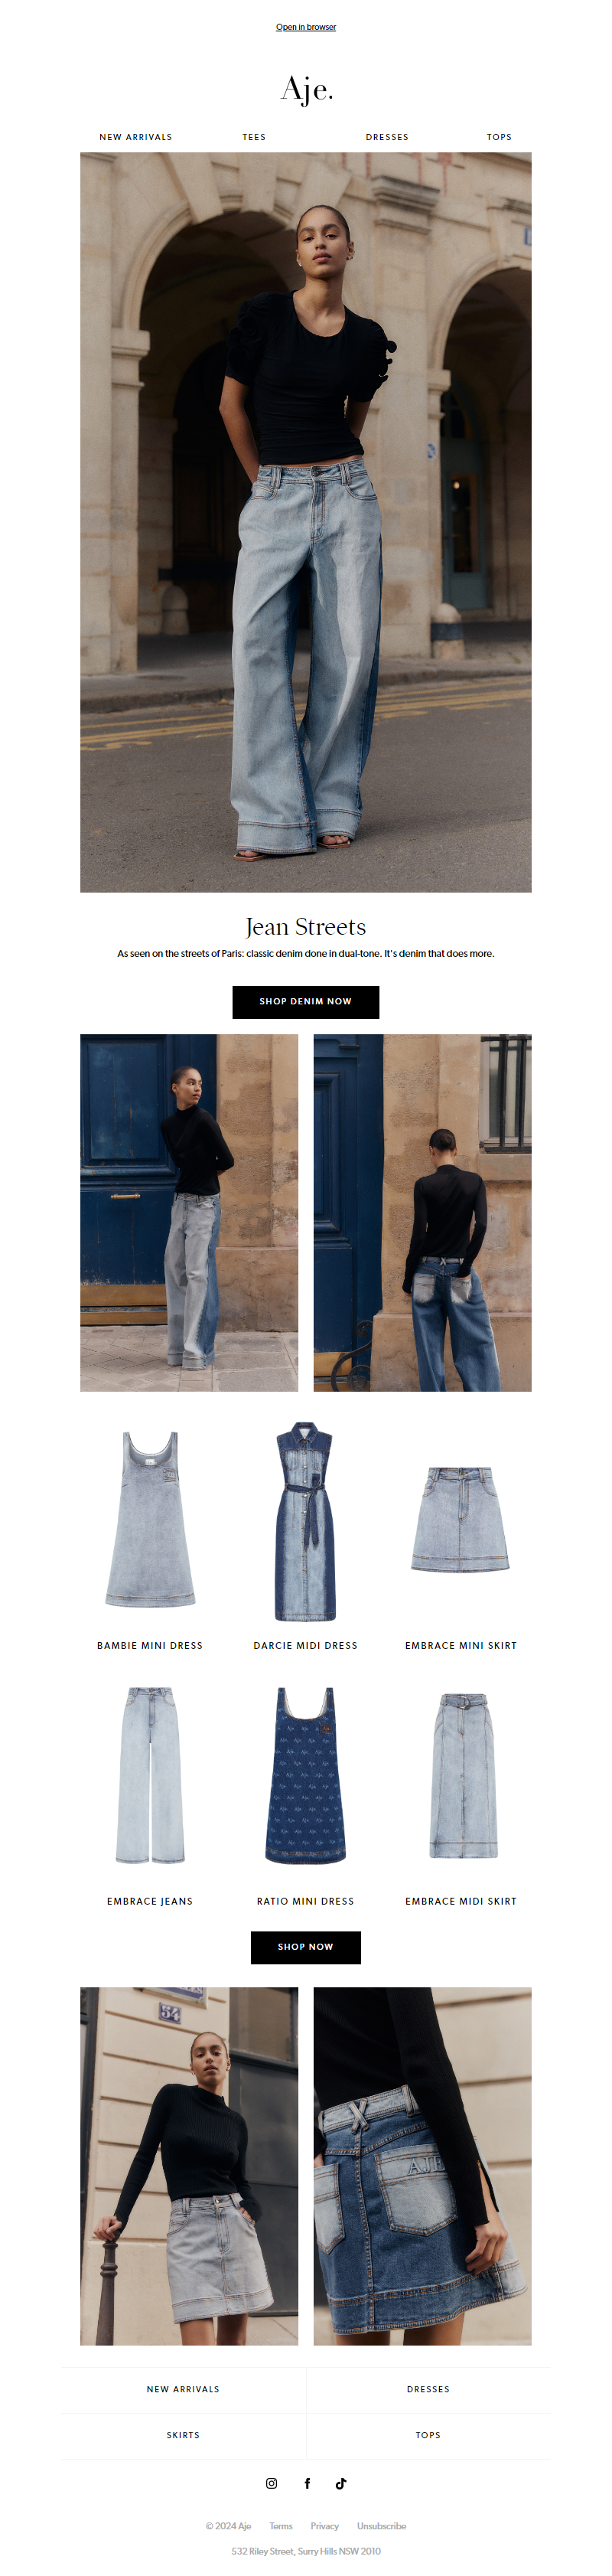 Open in browser
Aje.
NEW ARRIVALS TEES DRESSES TOPS
Jean Streets
As seen on the streets of Paris: classic denim done in dual-tone. It's denim that does more.
SHOP DENIM NOW
BAMBIE MINI DRESS DARCIE MIDI DRESS EMBRACE MINI SKIRT
EMBRACE JEANS RATIO MINI DRESS EMBRACE MIDI SKIRT
SHOP NOW
54
AJE
NEW ARRIVALS DRESSES
SKIRTS TOPS
© 2024 Aje Terms Privacy Unsubscribe
532 Riley Street, Surry Hills NSW 2010